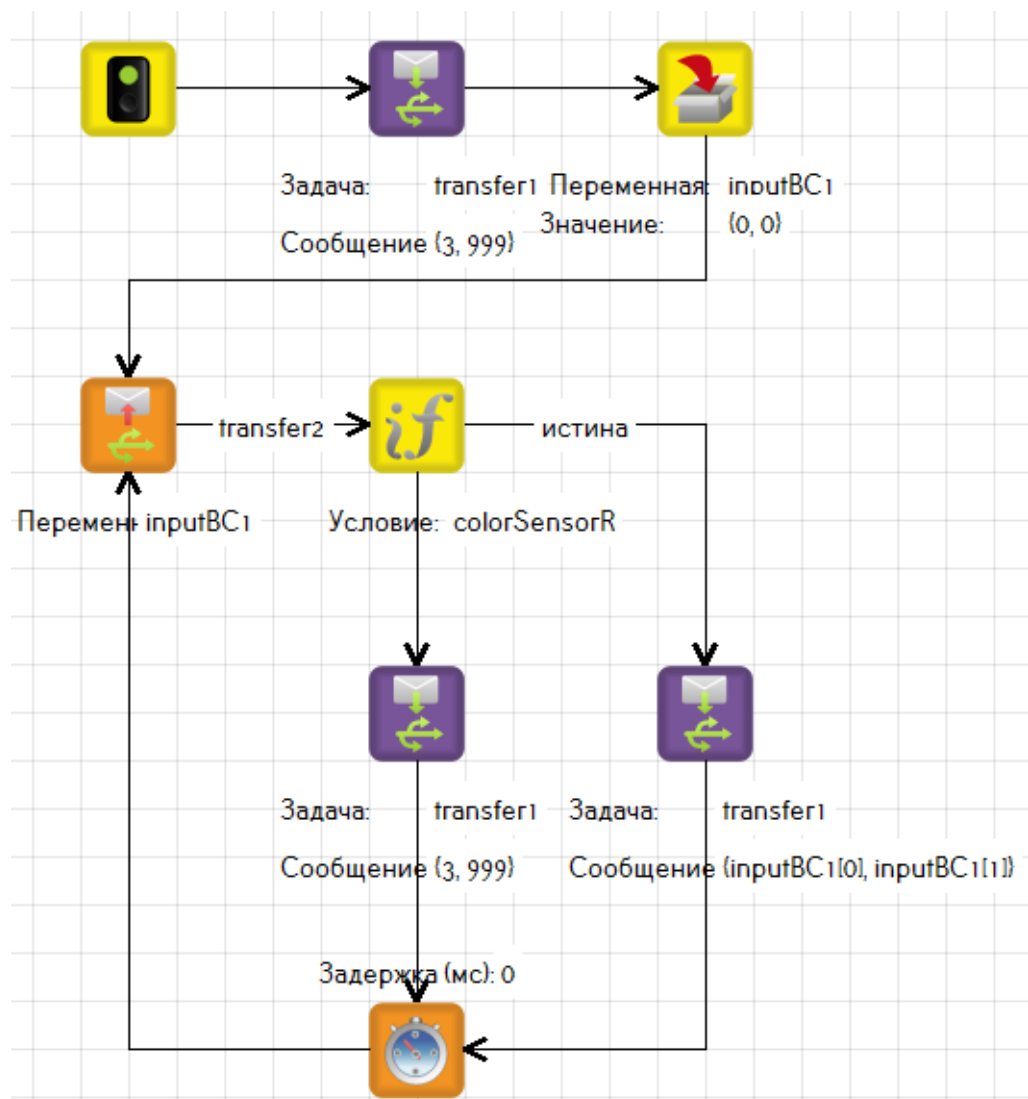 Задача: transfer1
Переменная: inputBC1
Значение: {0, 0}
Сообщение {3, 999}
transfer2
if
истина
Перемен inputBC1
Условие: colorSensorR
Задача: transfer1
Задача: transfer1
Сообщение {3, 999}
Сообщение {inputBC1[0], inputBC1[1]}
Задержка (мс): 0